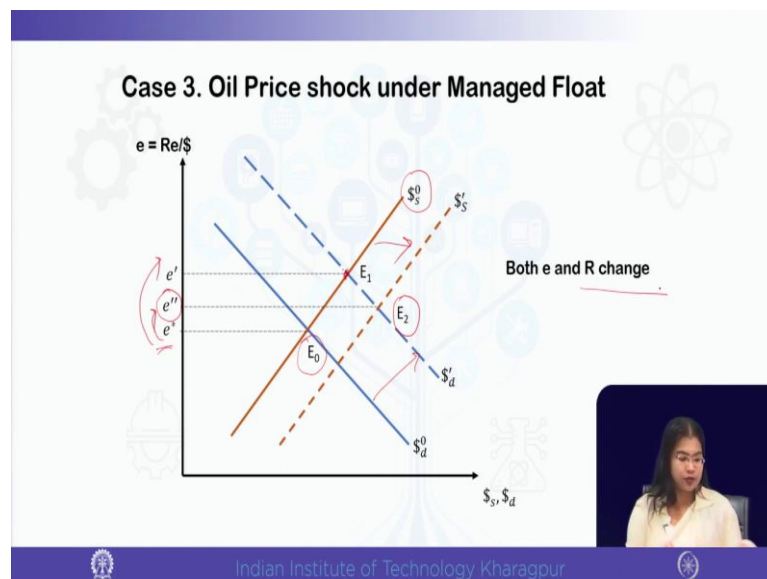 Case 3. Oil Price shock under Managed Float
e = Re/$
$⁰ₛ
$′ₛ
e′
E₁
Both e and R change
e″
E₂
e*
E₀
$′d
$⁰d
$ₛ, $d
Indian Institute of Technology Kharagpur